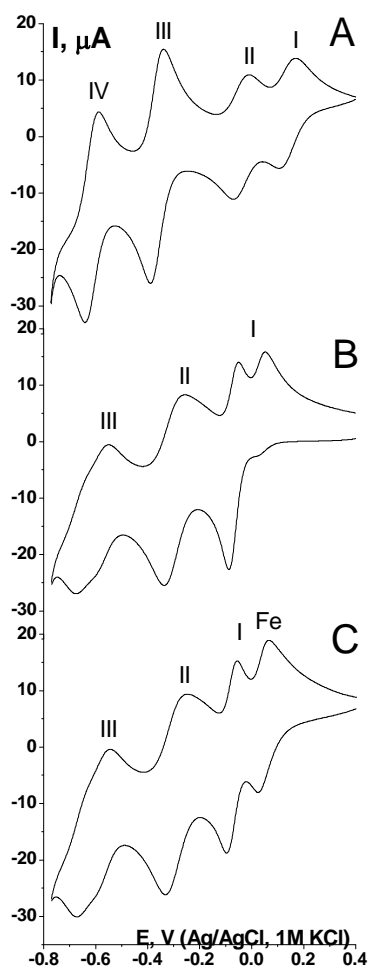 20
I, µA
III
A
10
IV
II
I
0
-10
-20
-30
20
I
B
10
II
III
0
-10
-20
-30
20
Fe
C
I
10
II
III
0
-10
-20
-30
E, V (Ag/AgCl, 1M KCl)
-0.8 -0.6 -0.4 -0.2 0.0 0.2 0.4